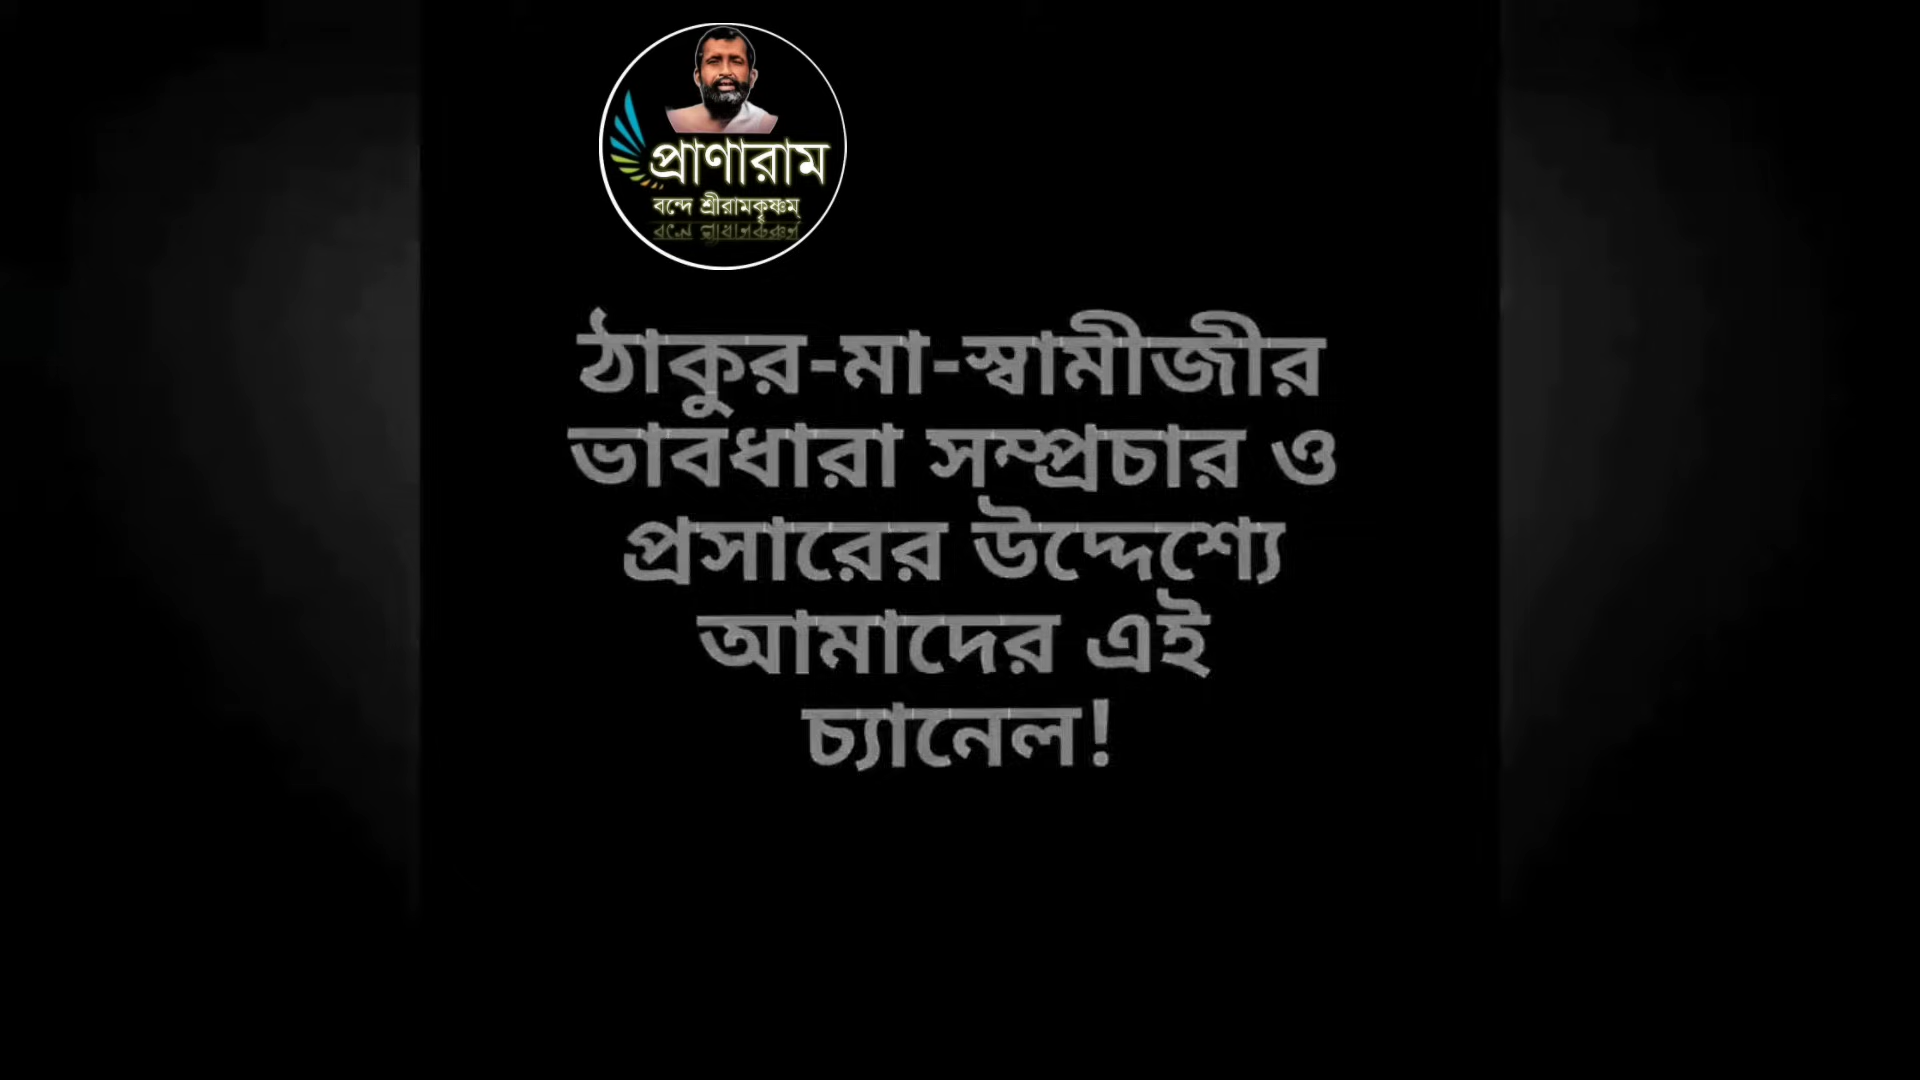 প্রাণারাম
বন্দে শ্রীরামকৃষ্ণম্
ঠাকুর-মা-স্বামীজীর
ভাবধারা সম্প্রচার ও
প্রসারের উদ্দেশ্যে
আমাদের এই
চ্যানেল!